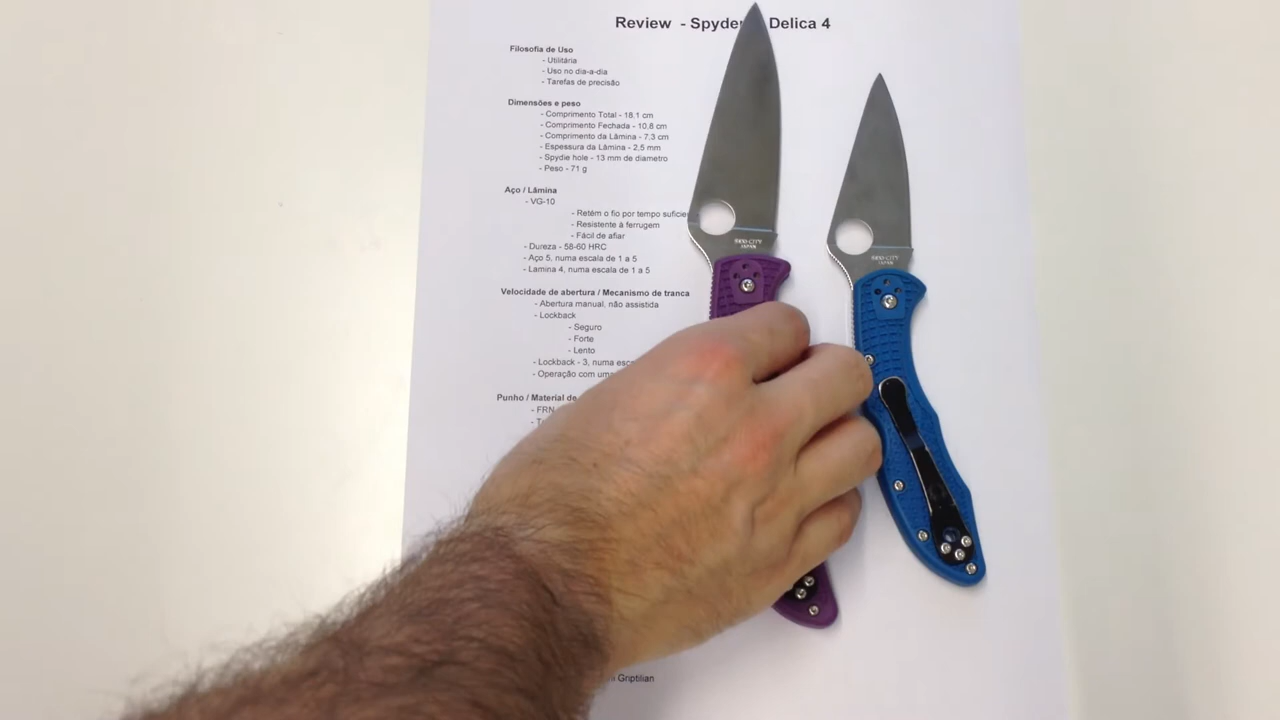 Review - Spyder Delica 4
Filosofia de Uso
- Utilitária
- Uso no dia-a-dia
- Tarefas de precisão
Dimensões e peso
- Comprimento Total - 18,1 cm
- Comprimento Fechada - 10,8 cm
- Comprimento da Lâmina - 7,3 cm
- Espessura da Lâmina - 2,5 mm
- Spydie hole - 13 mm de diametro
- Peso - 71 g
Aço / Lâmina
- VG-10
- Retém o fio por tempo suficie
- Resistente à ferrugem
- Fácil de afiar
- Dureza - 58-60 HRC
- Aço 5, numa escala de 1 a 5
- Lamina 4, numa escala de 1 a 5
Velocidade de abertura / Mecanismo de tranca
- Abertura manual, não assistida
- Lockback
- Seguro
- Forte
- Lento
- Lockback - 3, numa esc
- Operação com uma
Punho / Material de
- FRN
Griptilian
SEKI-CITY
JAPAN
SEKI-CITY
JAPAN